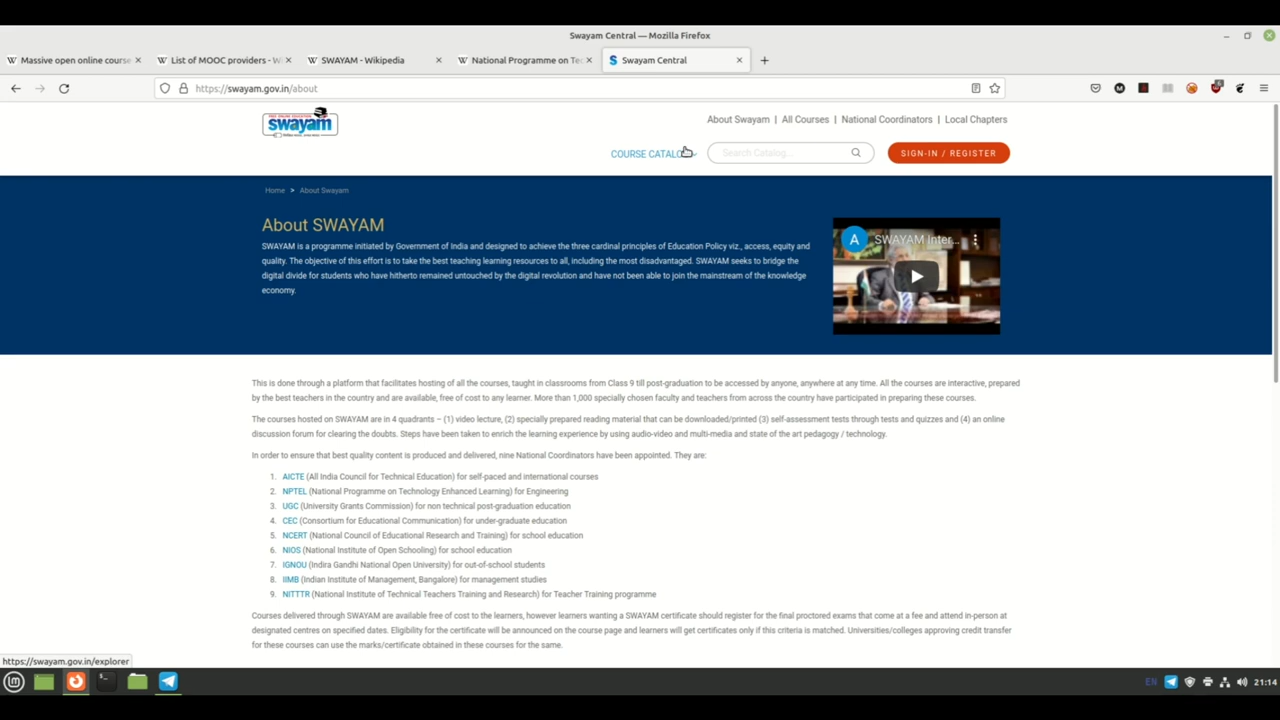 Swayam Central — Mozilla Firefox
Massive open online course
List of MOOC providers - Wi
SWAYAM - Wikipedia
National Programme on Tec
Swayam Central
https://swayam.gov.in/about
swayam
About Swayam | All Courses | National Coordinators | Local Chapters
COURSE CATALO
Search Catalog...
SIGN-IN / REGISTER
Home > About Swayam
About SWAYAM
SWAYAM is a programme initiated by Government of India and designed to achieve the three cardinal principles of Education Policy viz., access, equity and
quality. The objective of this effort is to take the best teaching learning resources to all, including the most disadvantaged. SWAYAM seeks to bridge the
digital divide for students who have hitherto remained untouched by the digital revolution and have not been able to join the mainstream of the knowledge
economy.
A SWAYAM Inter...
This is done through a platform that facilitates hosting of all the courses, taught in classrooms from Class 9 till post-graduation to be accessed by anyone, anywhere at any time. All the courses are interactive, prepared
by the best teachers in the country and are available, free of cost to any learner. More than 1,000 specially chosen faculty and teachers from across the country have participated in preparing these courses.
The courses hosted on SWAYAM are in 4 quadrants – (1) video lecture, (2) specially prepared reading material that can be downloaded/printed (3) self-assessment tests through tests and quizzes and (4) an online
discussion forum for clearing the doubts. Steps have been taken to enrich the learning experience by using audio-video and multi-media and state of the art pedagogy / technology.
In order to ensure that best quality content is produced and delivered, nine National Coordinators have been appointed. They are:
1. AICTE (All India Council for Technical Education) for self-paced and international courses
2. NPTEL (National Programme on Technology Enhanced Learning) for Engineering
3. UGC (University Grants Commission) for non technical post-graduation education
4. CEC (Consortium for Educational Communication) for under-graduate education
5. NCERT (National Council of Educational Research and Training) for school education
6. NIOS (National Institute of Open Schooling) for school education
7. IGNOU (Indira Gandhi National Open University) for out-of-school students
8. IIMB (Indian Institute of Management, Bangalore) for management studies
9. NITTTR (National Institute of Technical Teachers Training and Research) for Teacher Training programme
Courses delivered through SWAYAM are available free of cost to the learners, however learners wanting a SWAYAM certificate should register for the final proctored exams that come at a fee and attend in-person at
designated centres on specified dates. Eligibility for the certificate will be announced on the course page and learners will get certificates only if this criteria is matched. Universities/colleges approving credit transfer
for these courses can use the marks/certificate obtained in these courses for the same.
https://swayam.gov.in/explorer
EN
21:14